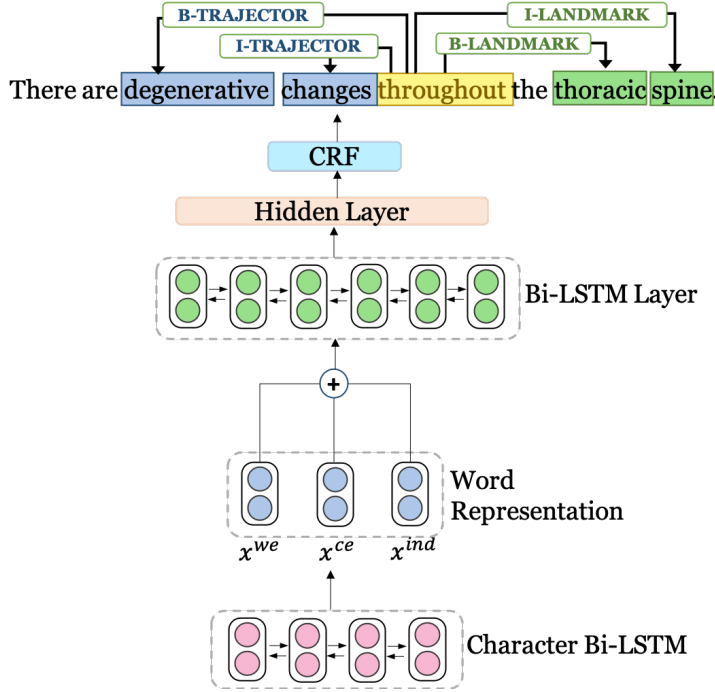 B-TRAJECTOR I-LANDMARK
I-TRAJECTOR B-LANDMARK
There are degenerative changes throughout the thoracic spine.
CRF
Hidden Layer
Bi-LSTM Layer
+
Word
Representation
x^we x^ce x^ind
Character Bi-LSTM